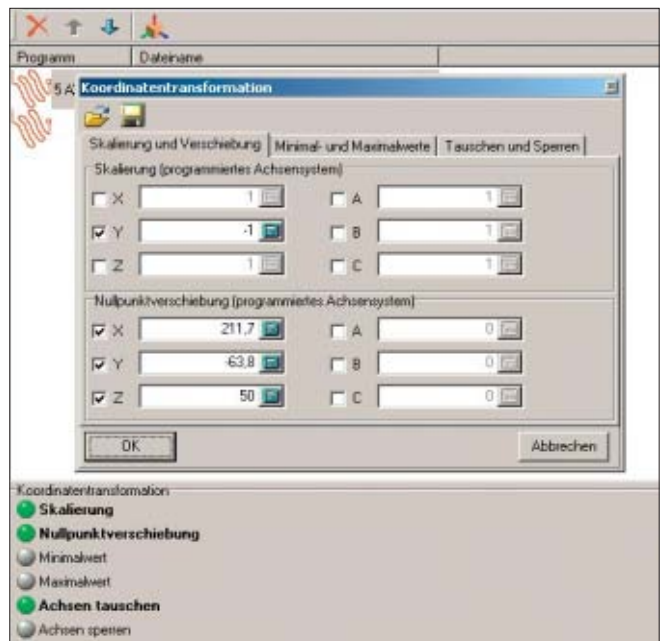 Programm Dateiname
5 A
Koordinatentransformation
Skalierung und Verschiebung Minimal- und Maximalwerte Tauschen und Sperren
Skalierung (programmiertes Achsensystem)
X 1 A 1
Y -1 B 1
Z 1 C 1
Nullpunktverschiebung (programmiertes Achsensystem)
X 211,7 A 0
Y -63,8 B 0
Z 50 C 0
OK Abbrechen
Koordinatentransformation
Skalierung
Nullpunktverschiebung
Minimalwert
Maximalwert
Achsen tauschen
Achsen sperren